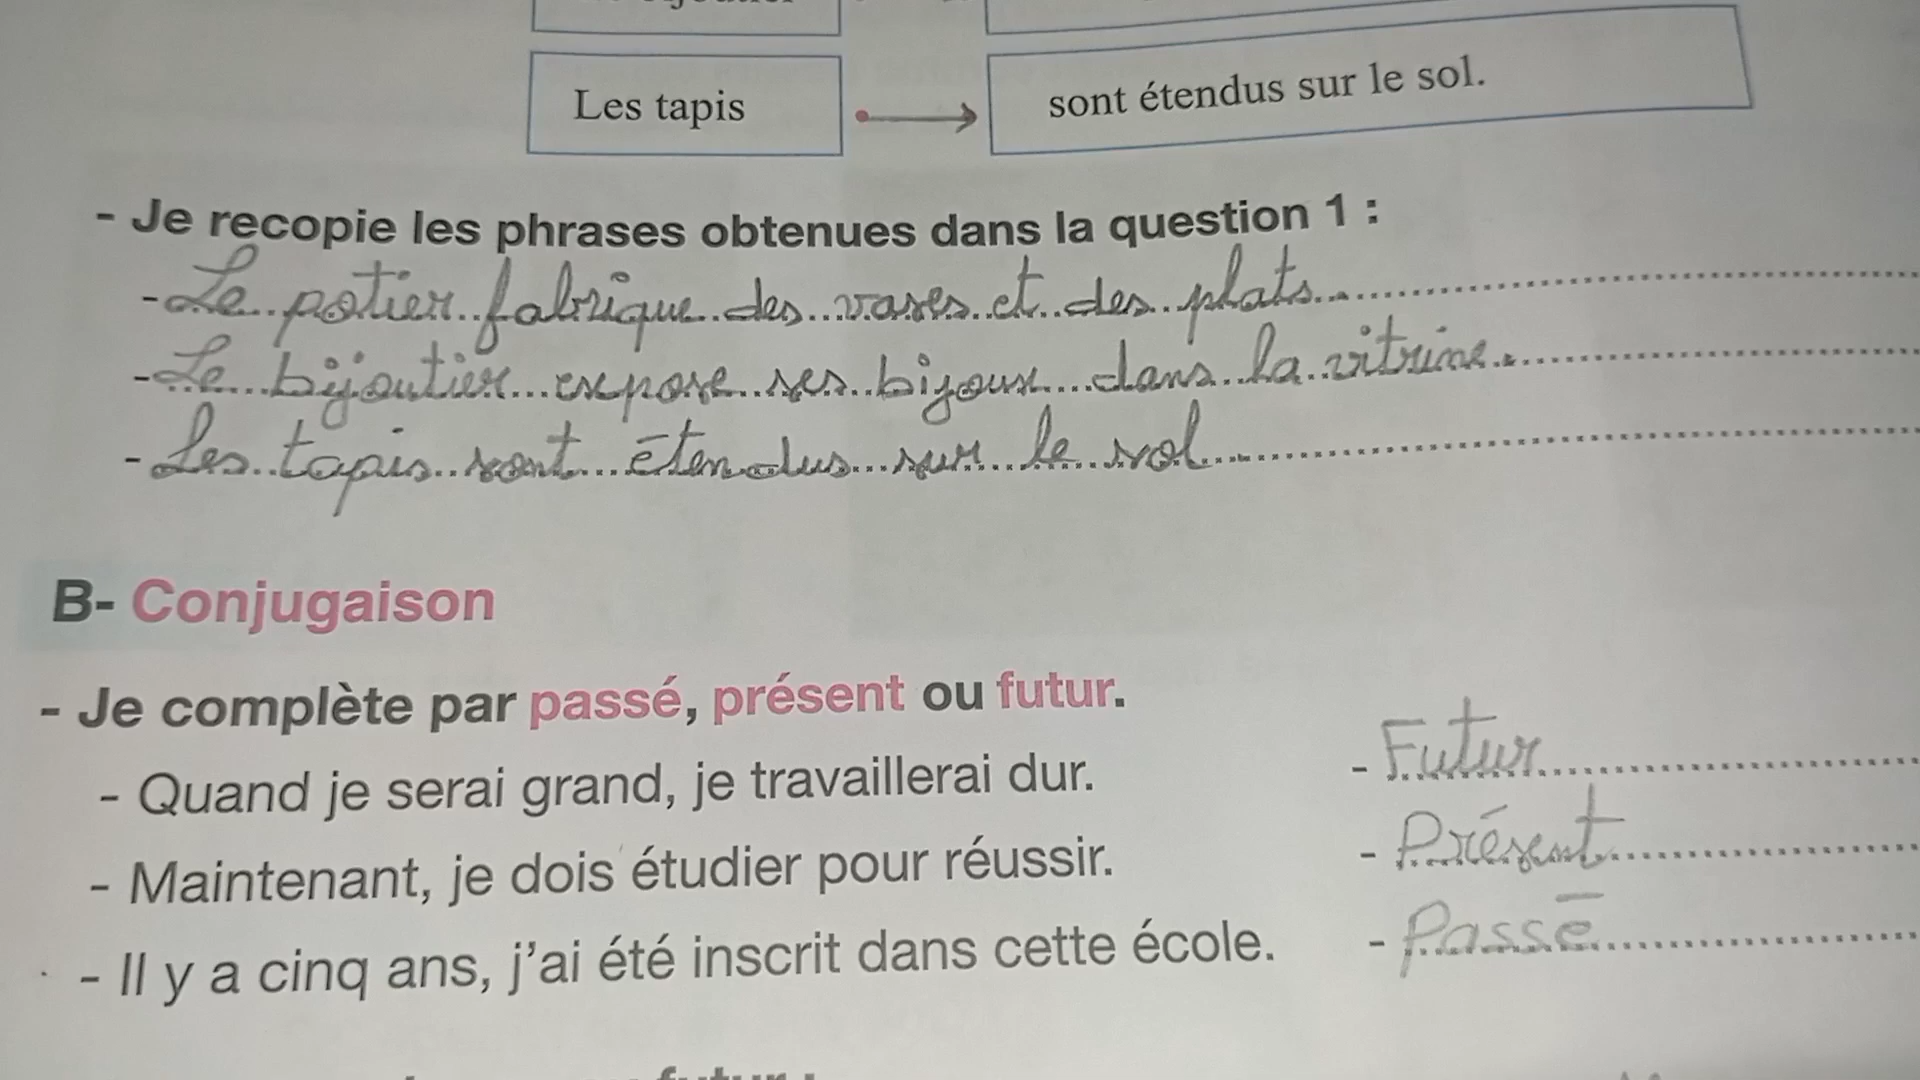 Les tapis
sont étendus sur le sol.
- Je recopie les phrases obtenues dans la question 1 :
- Le potier fabrique des vases et des plats.
- Le bijoutier expose ses bijoux dans la vitrine.
- Les tapis sont étendus sur le sol.
B- Conjugaison
- Je complète par passé, présent ou futur.
- Quand je serai grand, je travaillerai dur.
- Futur
- Maintenant, je dois étudier pour réussir.
- Présent
- Il y a cinq ans, j'ai été inscrit dans cette école.
- Passé